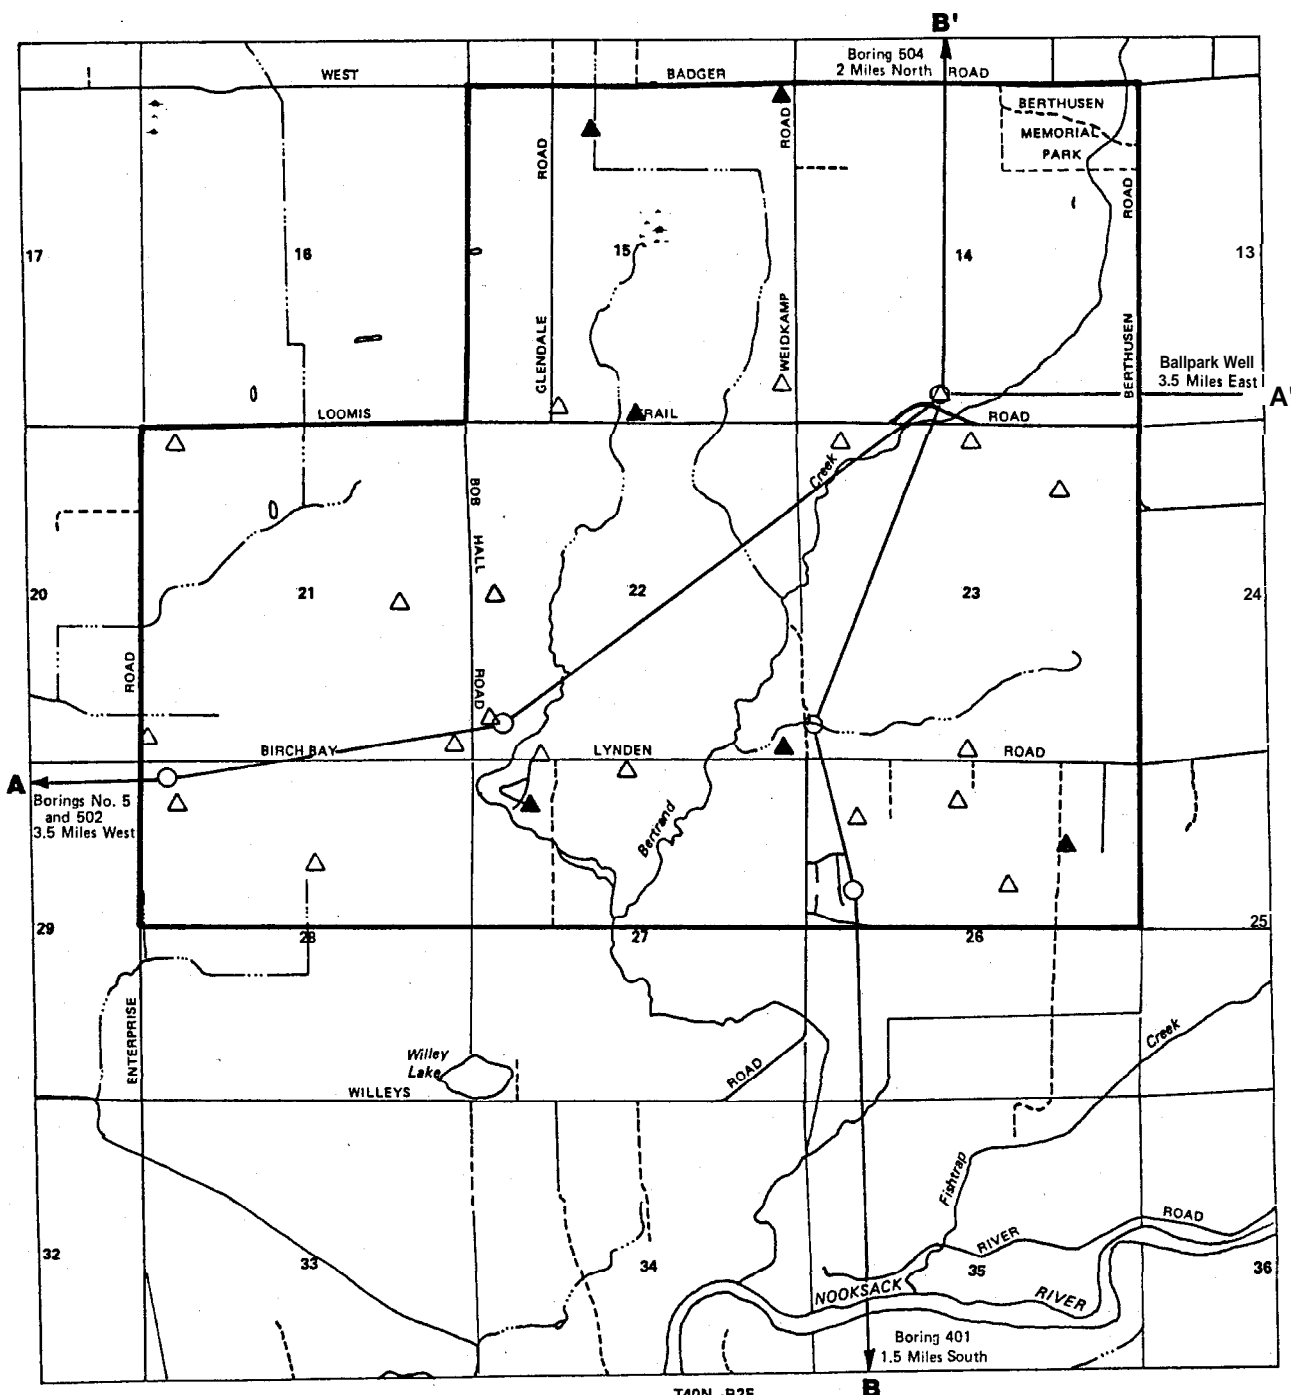 B'
Boring 504
2 Miles North
WEST
BADGER
ROAD
BERTHUSEN
MEMORIAL
PARK
ROAD
ROAD
ROAD
17
16
15
14
13
GLENDALE
WEIDKAMP
BERTHUSEN
Ballpark Well
3.5 Miles East
A'
LOOMIS
TRAIL
ROAD
Creek
BOB
HALL
ROAD
20
21
22
23
24
ROAD
BIRCH BAY
LYNDEN
ROAD
A
Borings No. 5
and 502
3.5 Miles West
Bertrand
29
28
27
26
25
ENTERPRISE
Willey
Lake
WILLEYS
ROAD
Creek
Fishtrap
ROAD
RIVER
32
33
34
35
36
NOOKSACK
RIVER
Boring 401
1.5 Miles South
B